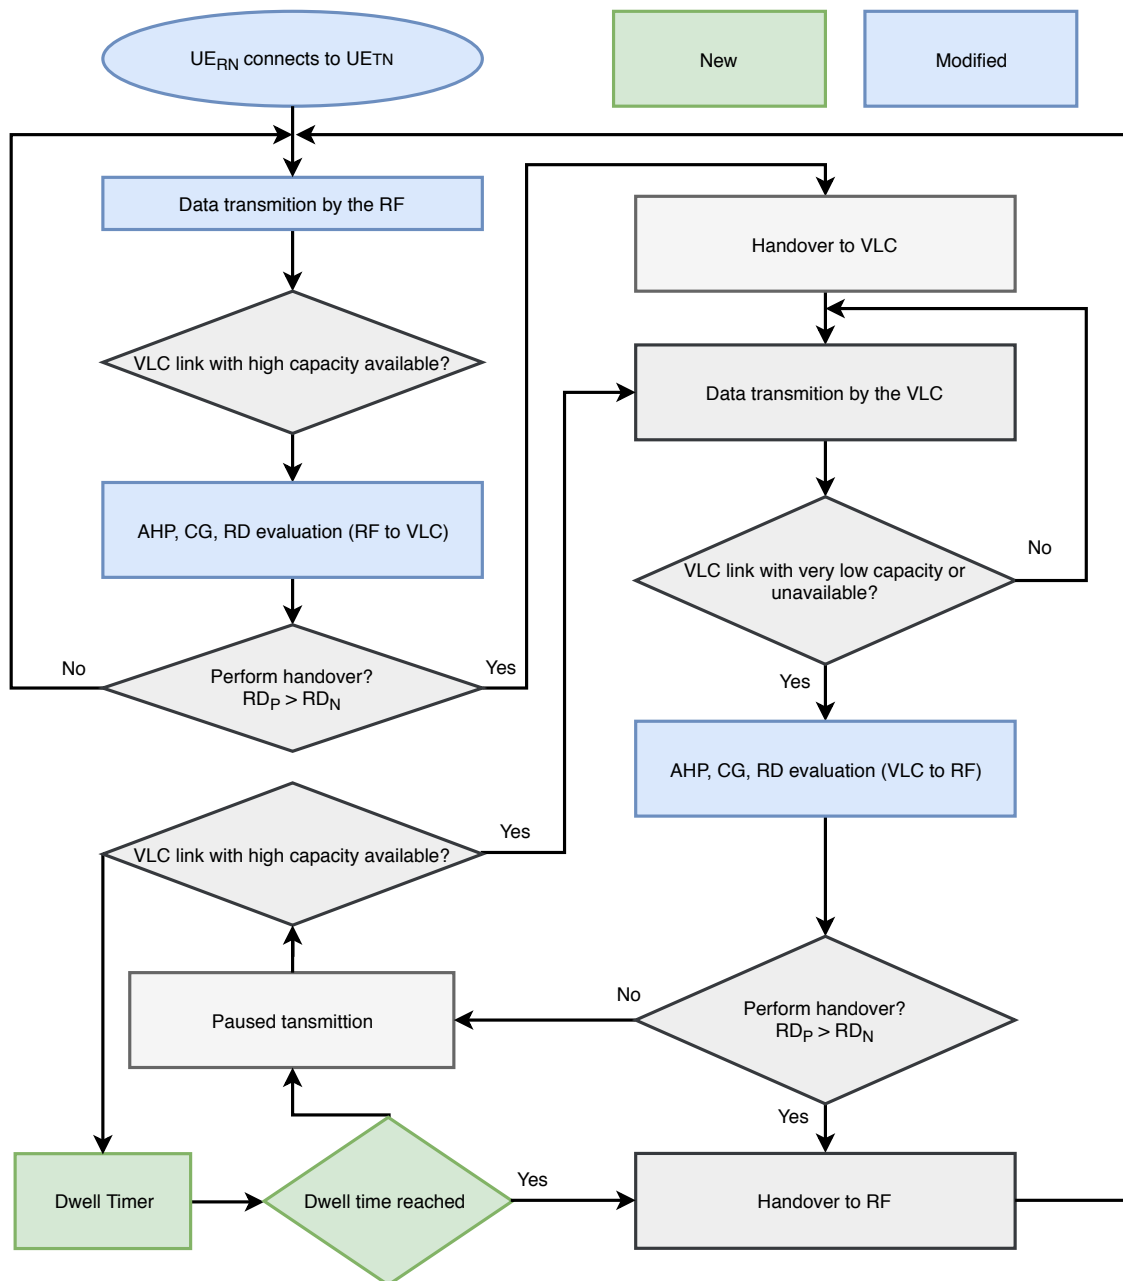 UERN connects to UETN
New
Modified
Data transmition by the RF
Handover to VLC
VLC link with high capacity available?
Data transmition by the VLC
AHP, CG, RD evaluation (RF to VLC)
No
VLC link with very low capacity or
unavailable?
No
Yes
Perform handover?
RDP > RDN
Yes
AHP, CG, RD evaluation (VLC to RF)
Yes
VLC link with high capacity available?
No
Perform handover?
RDP > RDN
Paused tansmittion
Yes
Yes
Dwell Timer
Dwell time reached
Handover to RF